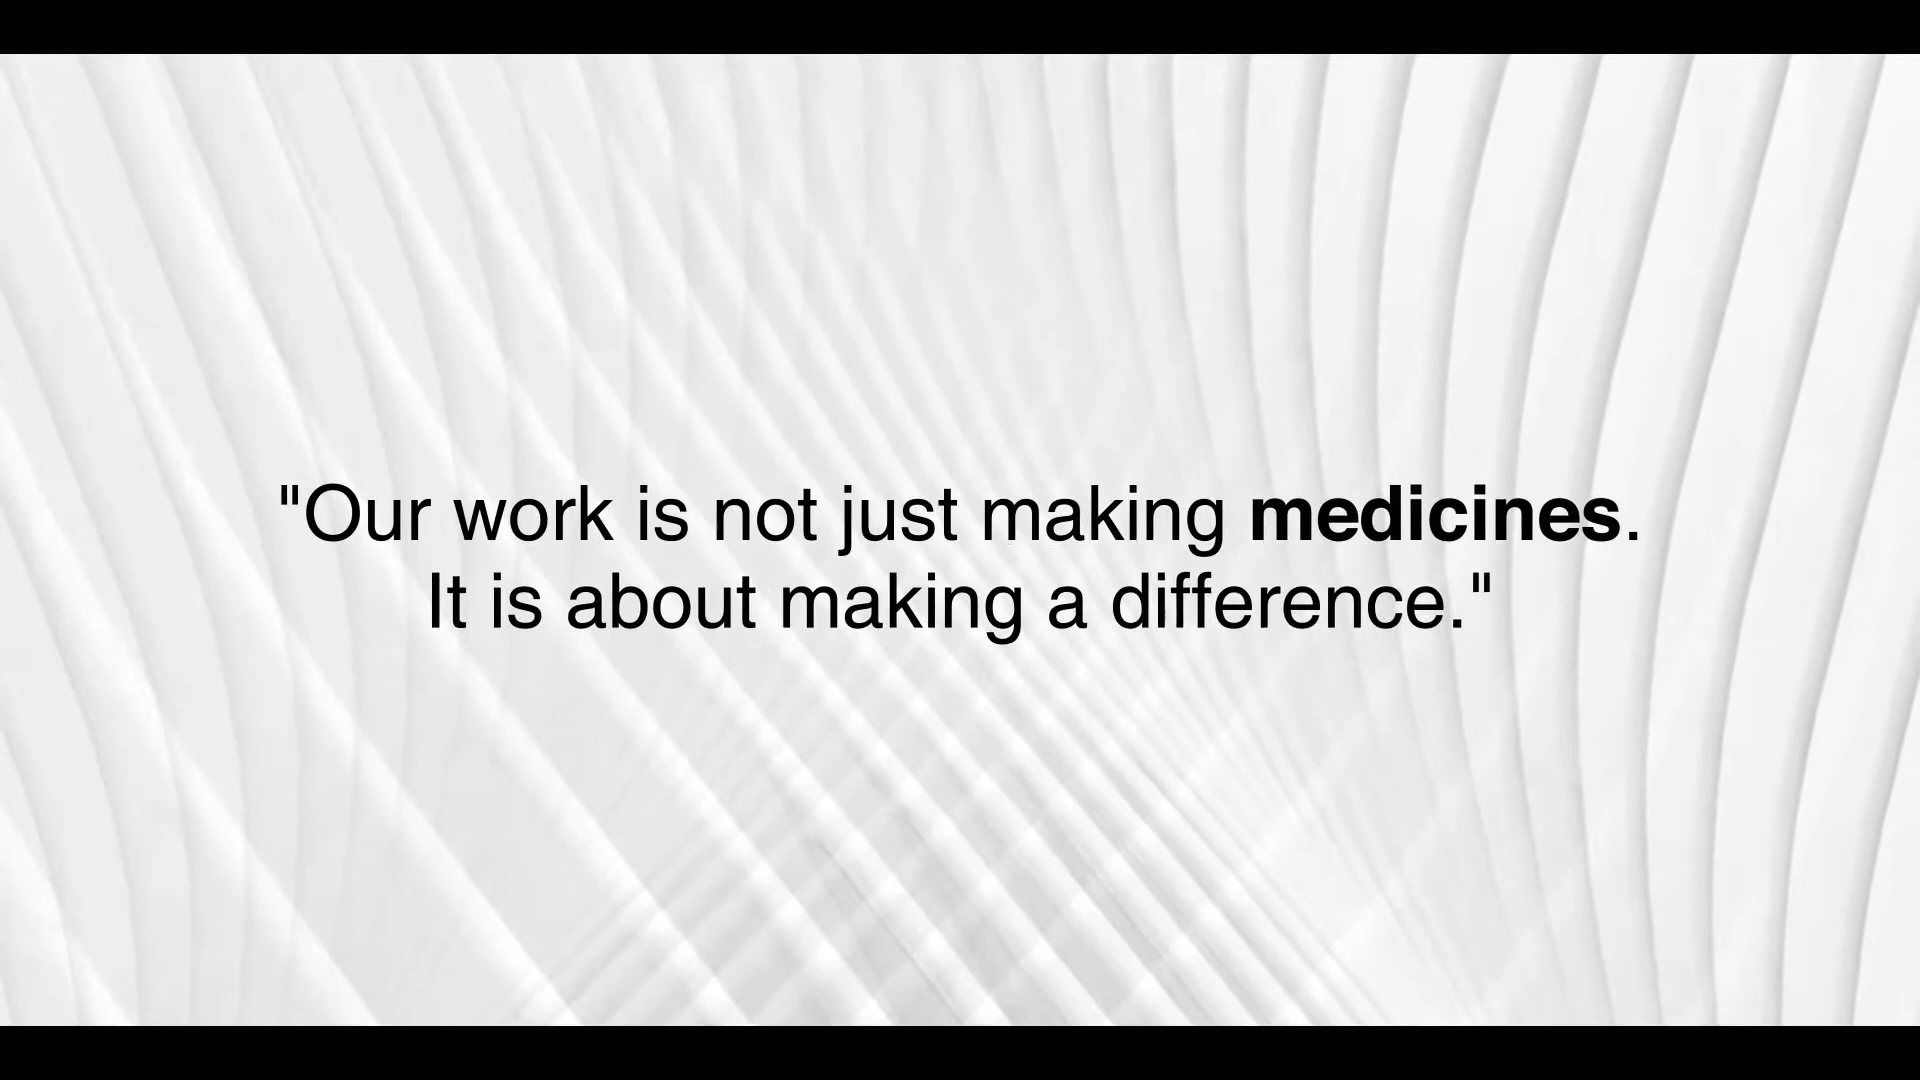 "Our work is not just making medicines.
It is about making a difference."